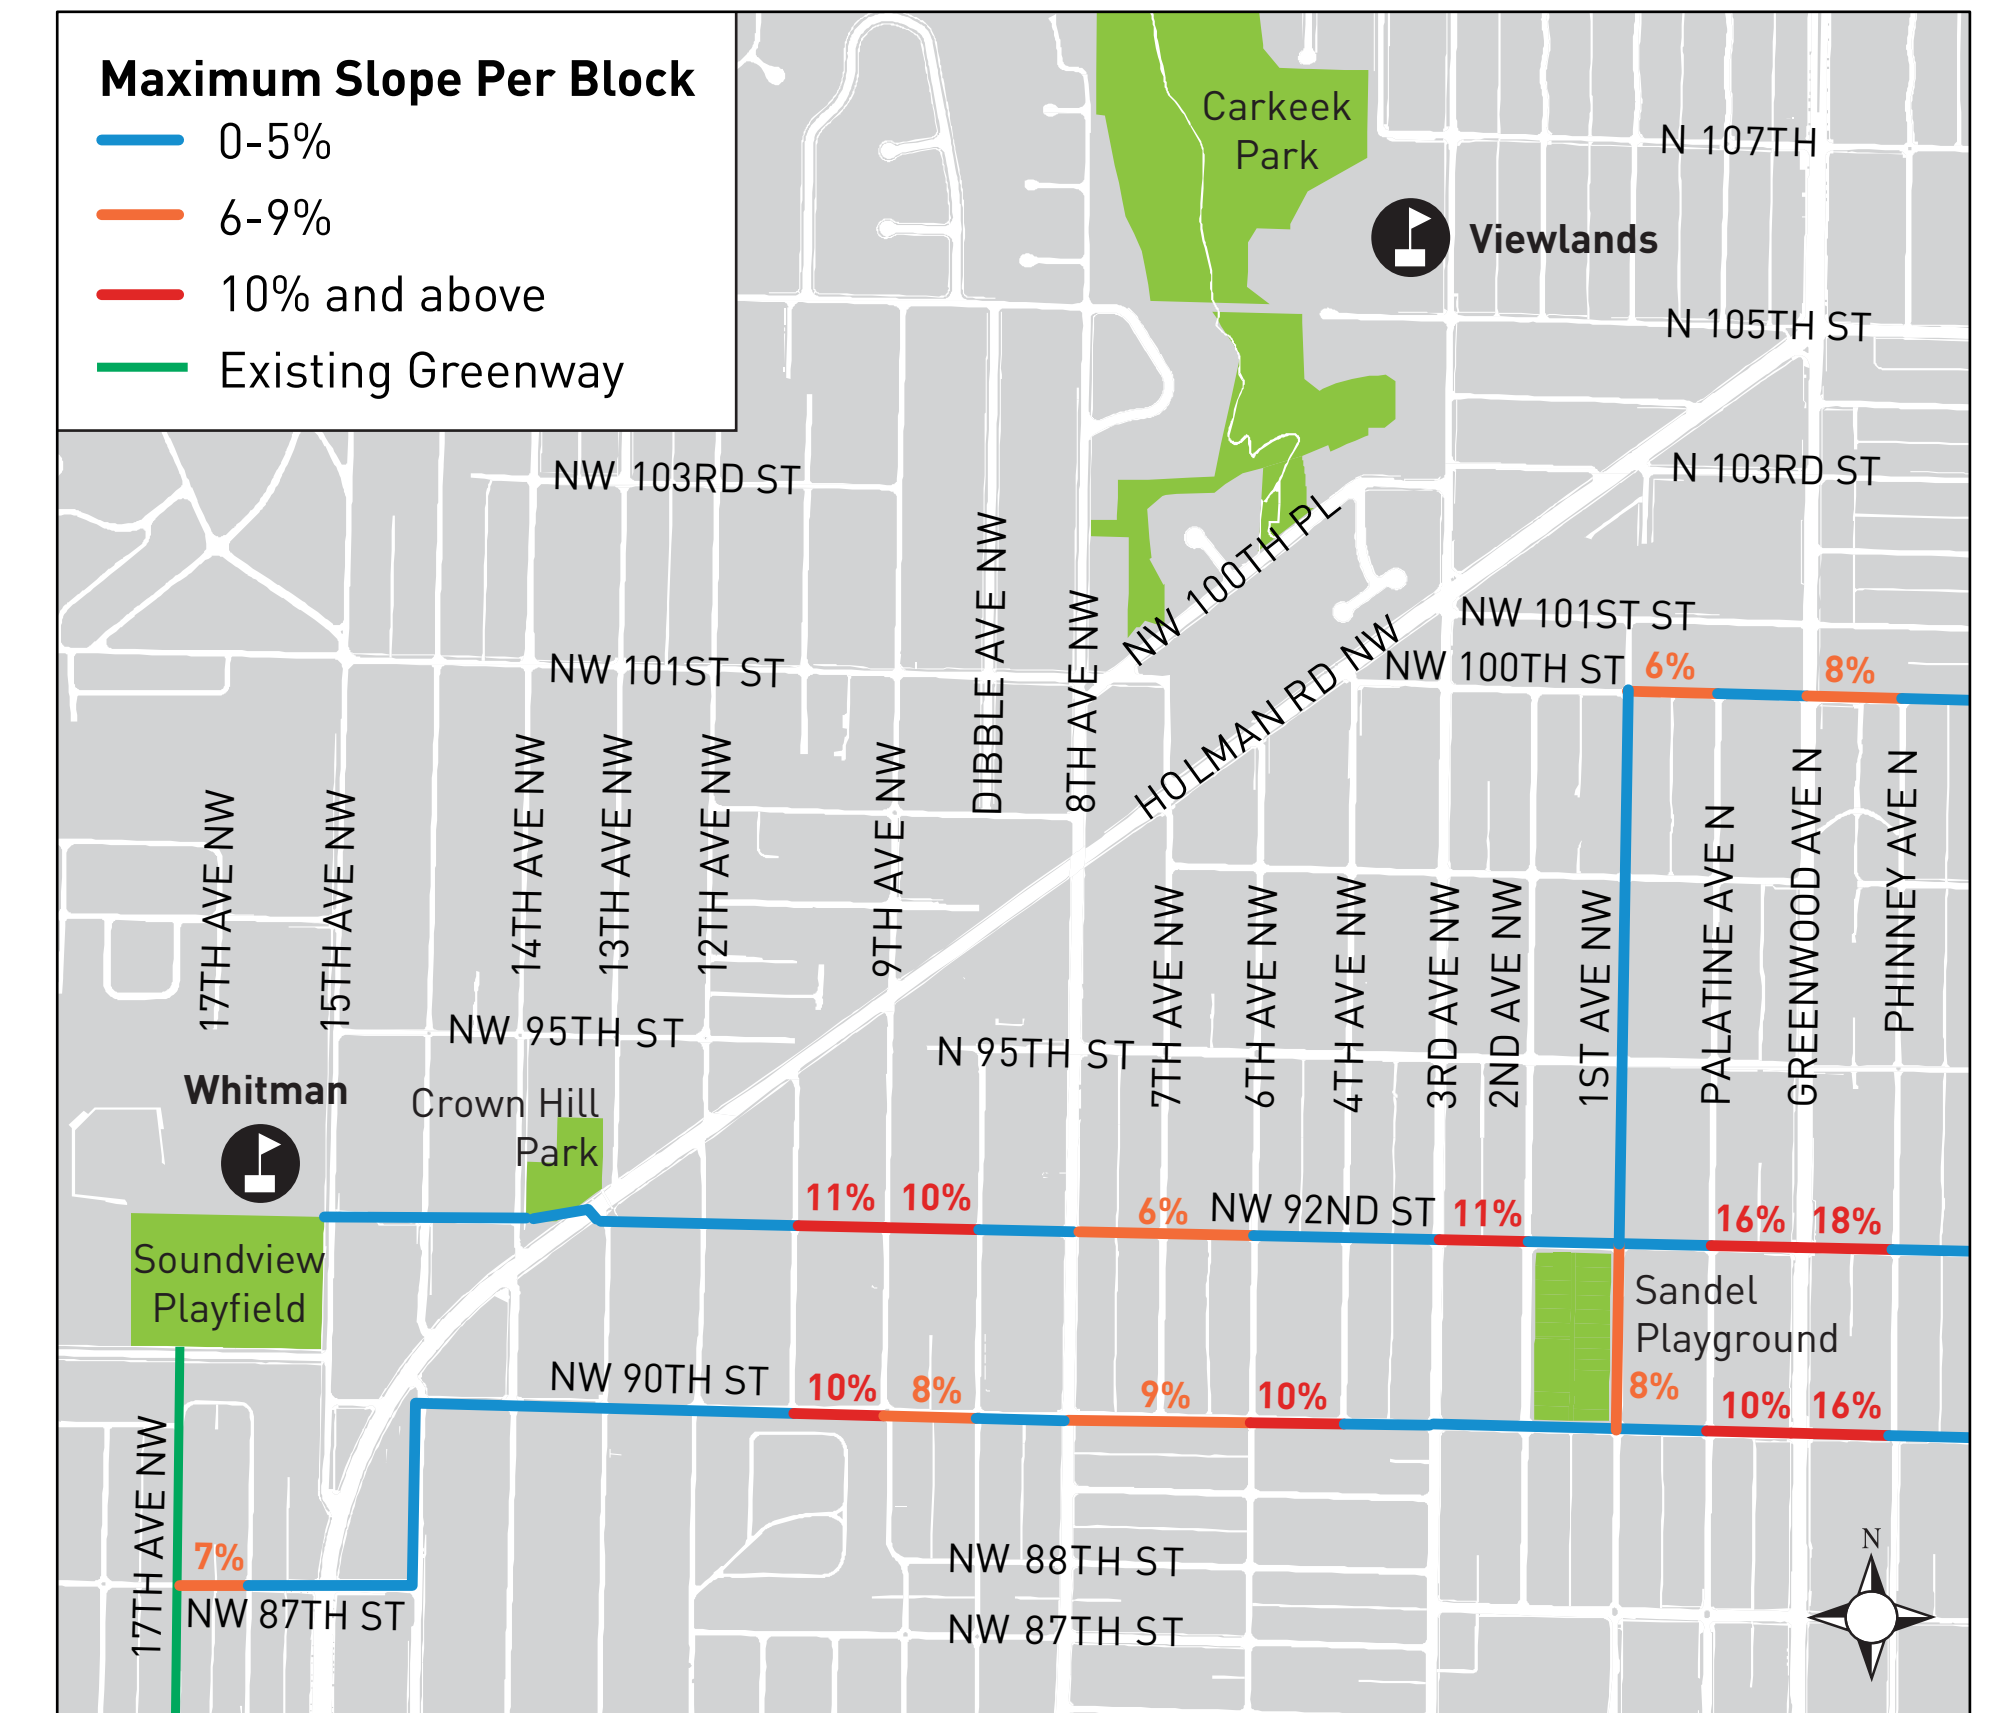 Maximum Slope Per Block
0-5%
6-9%
10% and above
Existing Greenway
Carkeek
Park
N 107TH
Viewlands
N 105TH ST
NW 103RD ST
N 103RD ST
NW 100TH PL
HOLMAN RD NW
NW 101ST ST
NW 101ST ST
NW 100TH ST
6%
8%
DIBBLE AVE NW
8TH AVE NW
17TH AVE NW
15TH AVE NW
14TH AVE NW
13TH AVE NW
12TH AVE NW
9TH AVE NW
7TH AVE NW
6TH AVE NW
4TH AVE NW
3RD AVE NW
2ND AVE NW
1ST AVE NW
PALATINE AVE N
GREENWOOD AVE N
PHINNEY AVE N
NW 95TH ST
N 95TH ST
Whitman
Crown Hill
Park
11%
10%
6%
NW 92ND ST
11%
16%
18%
Soundview
Playfield
Sandel
Playground
NW 90TH ST
10%
8%
9%
10%
8%
10%
16%
17TH AVE NW
7%
NW 87TH ST
NW 88TH ST
NW 87TH ST
N